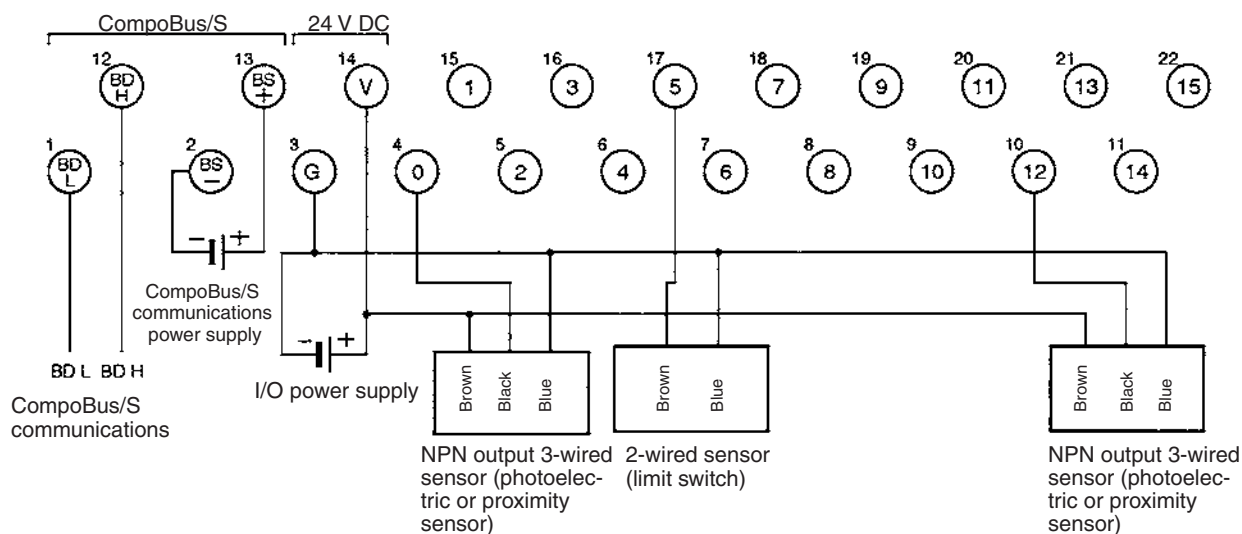 CompoBus/S 24 V DC
12 13 14 15 16 17 18 19 20 21 22
BD H BS + V 1 3 5 7 9 11 13 15
1 2 3 4 5 6 7 8 9 10 11
BD L BS − G 0 2 4 6 8 10 12 14
− +
CompoBus/S
communications
power supply
− +
I/O power supply
BD L BD H
CompoBus/S
communications
Brown Black Blue
NPN output 3-wired
sensor (photoelec-
tric or proximity
sensor)
Brown Blue
2-wired sensor
(limit switch)
Brown Black Blue
NPN output 3-wired
sensor (photoelec-
tric or proximity
sensor)